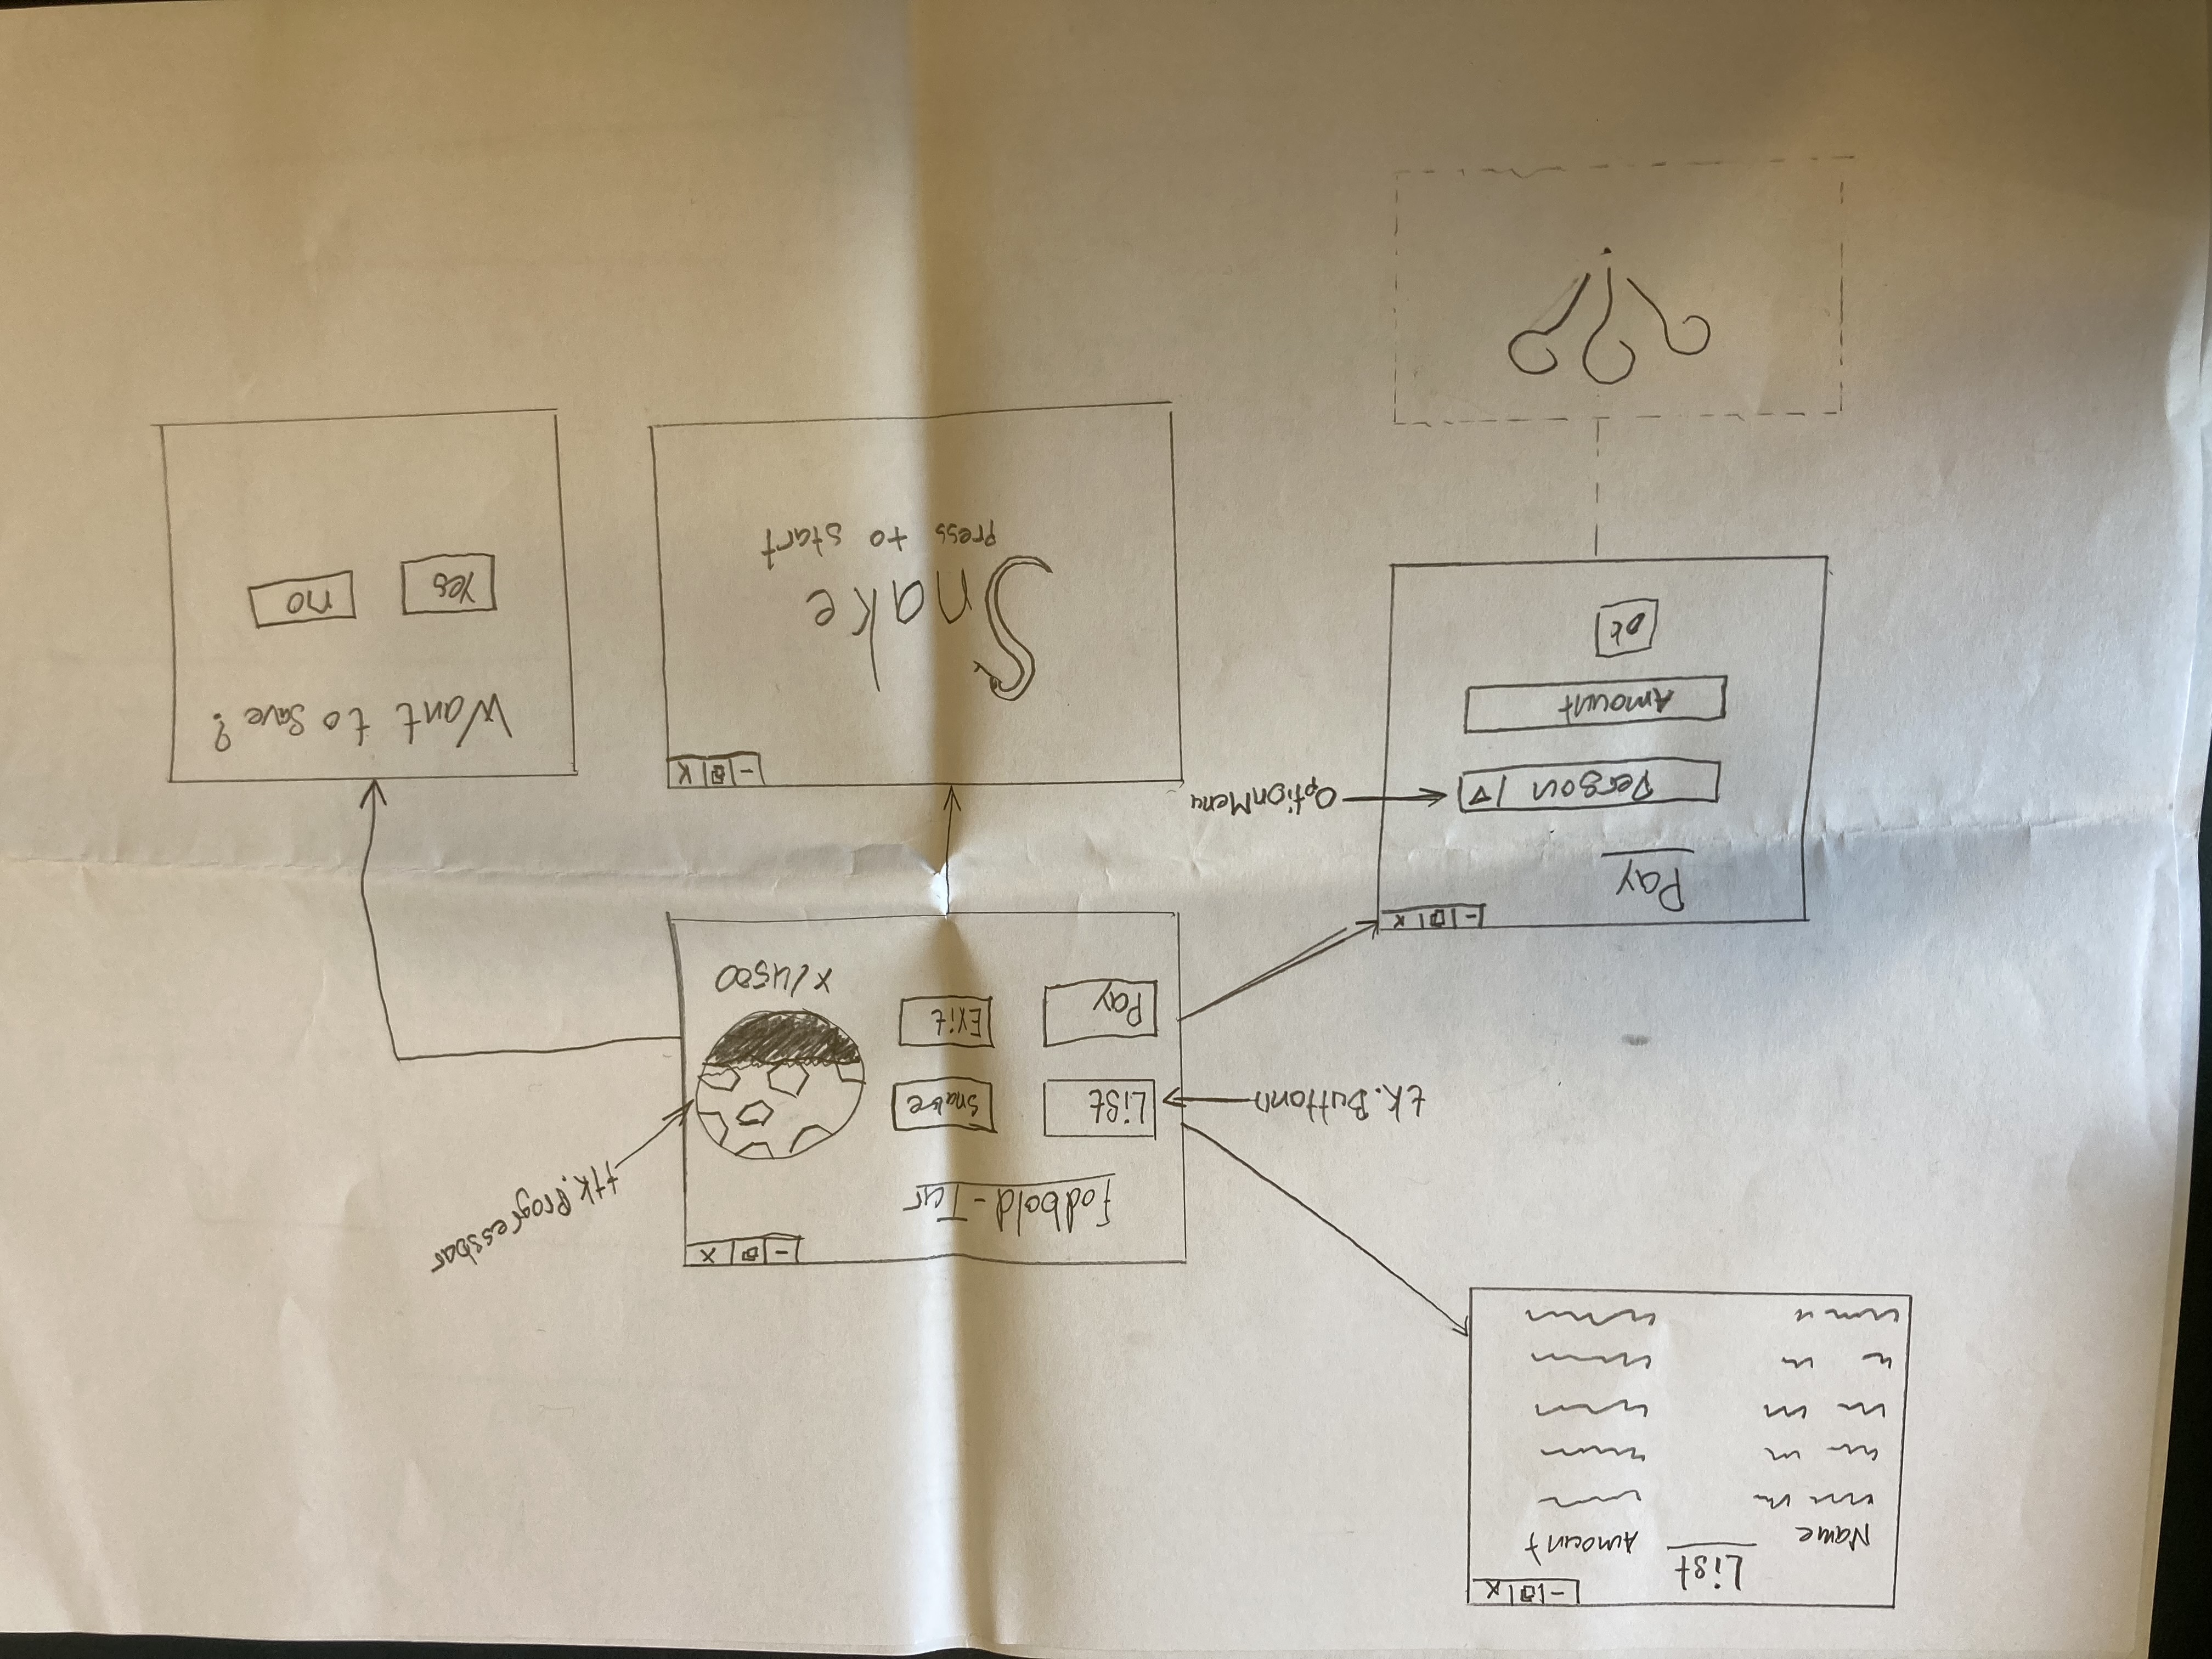 List
Name Amount
Fodbold-Tur
List Snake
Pay Exit
x/4500
ttk.progressbar
tk.Button
Pay
Person
Amount
OK
OptionMenu
Snake
press to start
Want to save?
Yes no
???